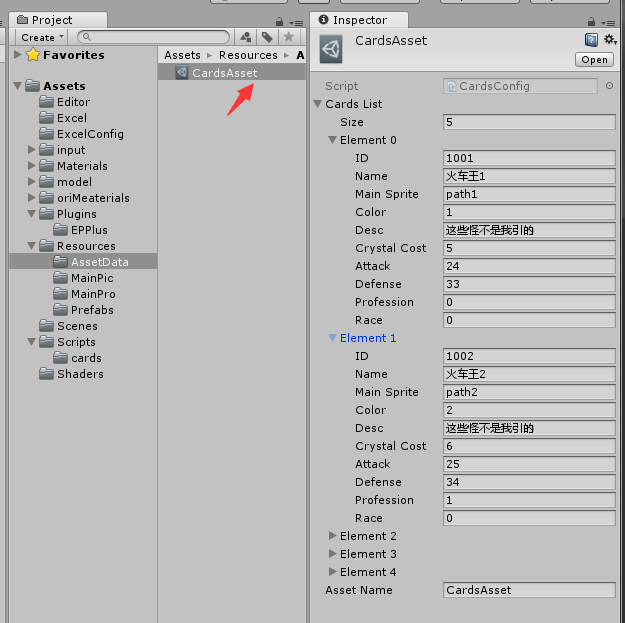 Project
Create
Favorites
Assets
Editor
Excel
ExcelConfig
input
Materials
model
oriMeaterials
Plugins
EPPlus
Resources
AssetData
MainPic
MainPro
Prefabs
Scenes
Scripts
cards
Shaders
Assets Resources A
CardsAsset
Inspector
CardsAsset
Open
Script CardsConfig
Cards List
Size 5
Element 0
ID 1001
Name 火车王1
Main Sprite path1
Color 1
Desc 这些怪不是我引的
Crystal Cost 5
Attack 24
Defense 33
Profession 0
Race 0
Element 1
ID 1002
Name 火车王2
Main Sprite path2
Color 2
Desc 这些怪不是我引的
Crystal Cost 6
Attack 25
Defense 34
Profession 1
Race 0
Element 2
Element 3
Element 4
Asset Name CardsAsset